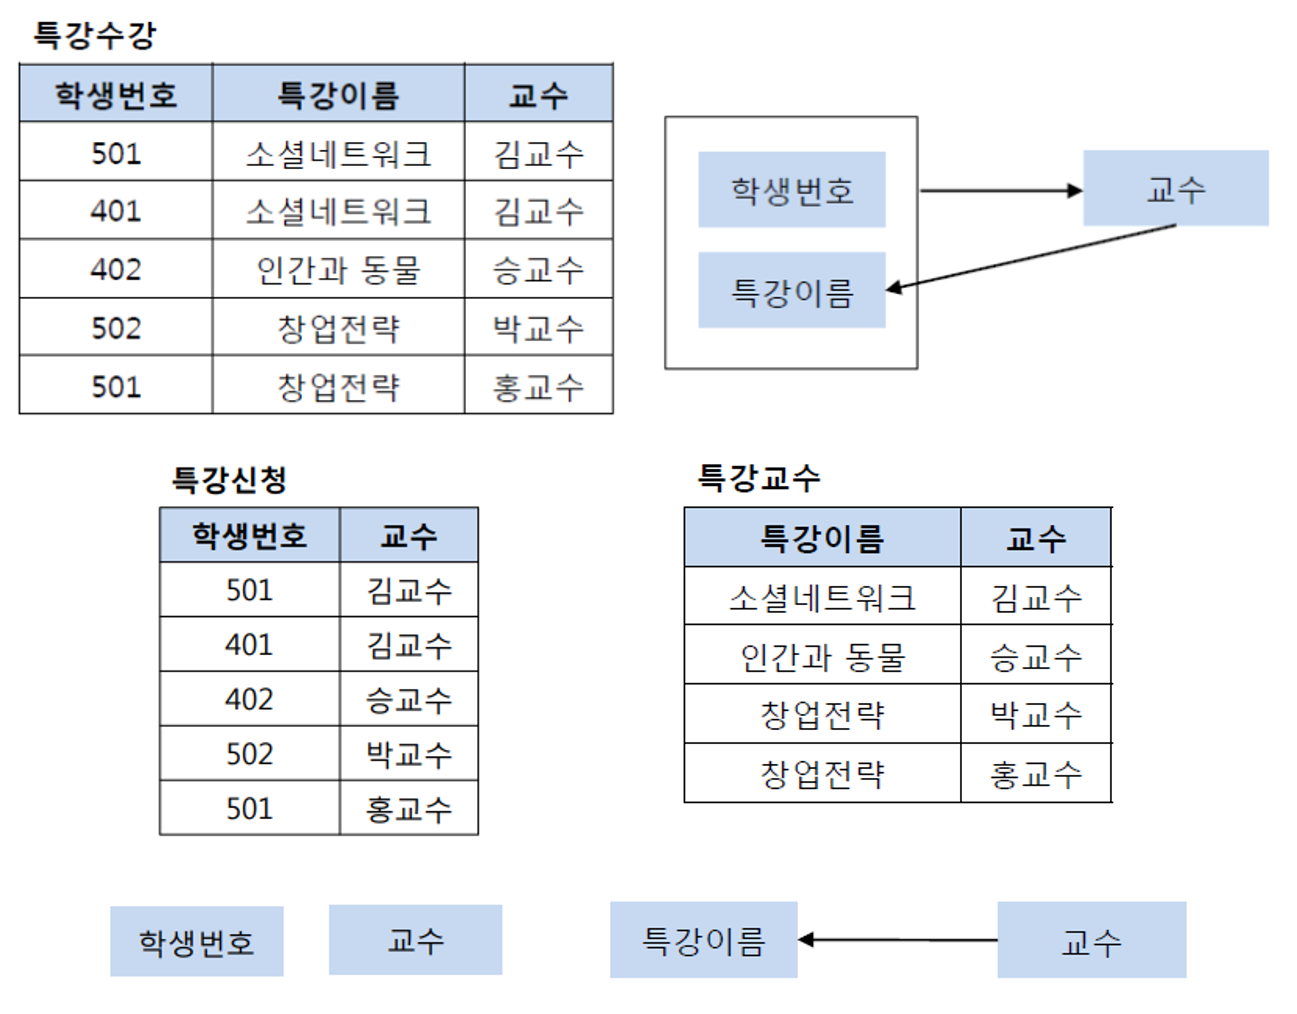 특강수강
학생번호 특강이름 교수
501 소셜네트워크 김교수
401 소셜네트워크 김교수
402 인간과 동물 승교수
502 창업전략 박교수
501 창업전략 홍교수
학생번호
교수
특강이름
특강신청
학생번호 교수
501 김교수
401 김교수
402 승교수
502 박교수
501 홍교수
특강교수
특강이름 교수
소셜네트워크 김교수
인간과 동물 승교수
창업전략 박교수
창업전략 홍교수
학생번호
교수
특강이름
교수